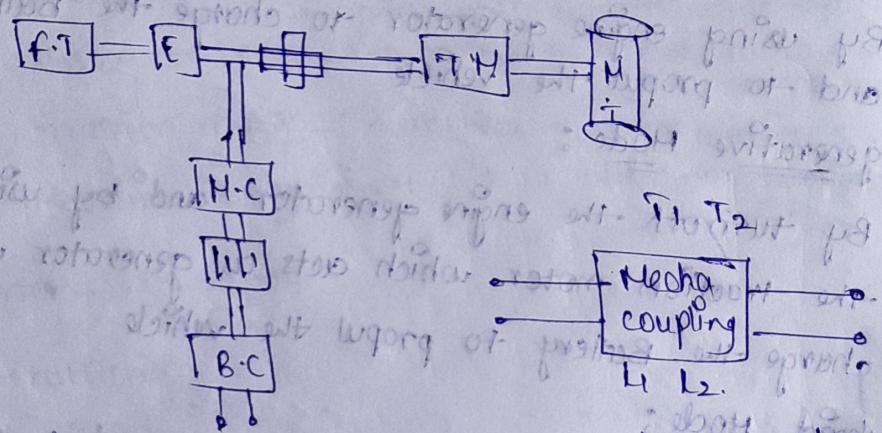 F.T
E
T M
M
T
M.C
B.C
T1 T2
Mecha
coupling
L1 L2.